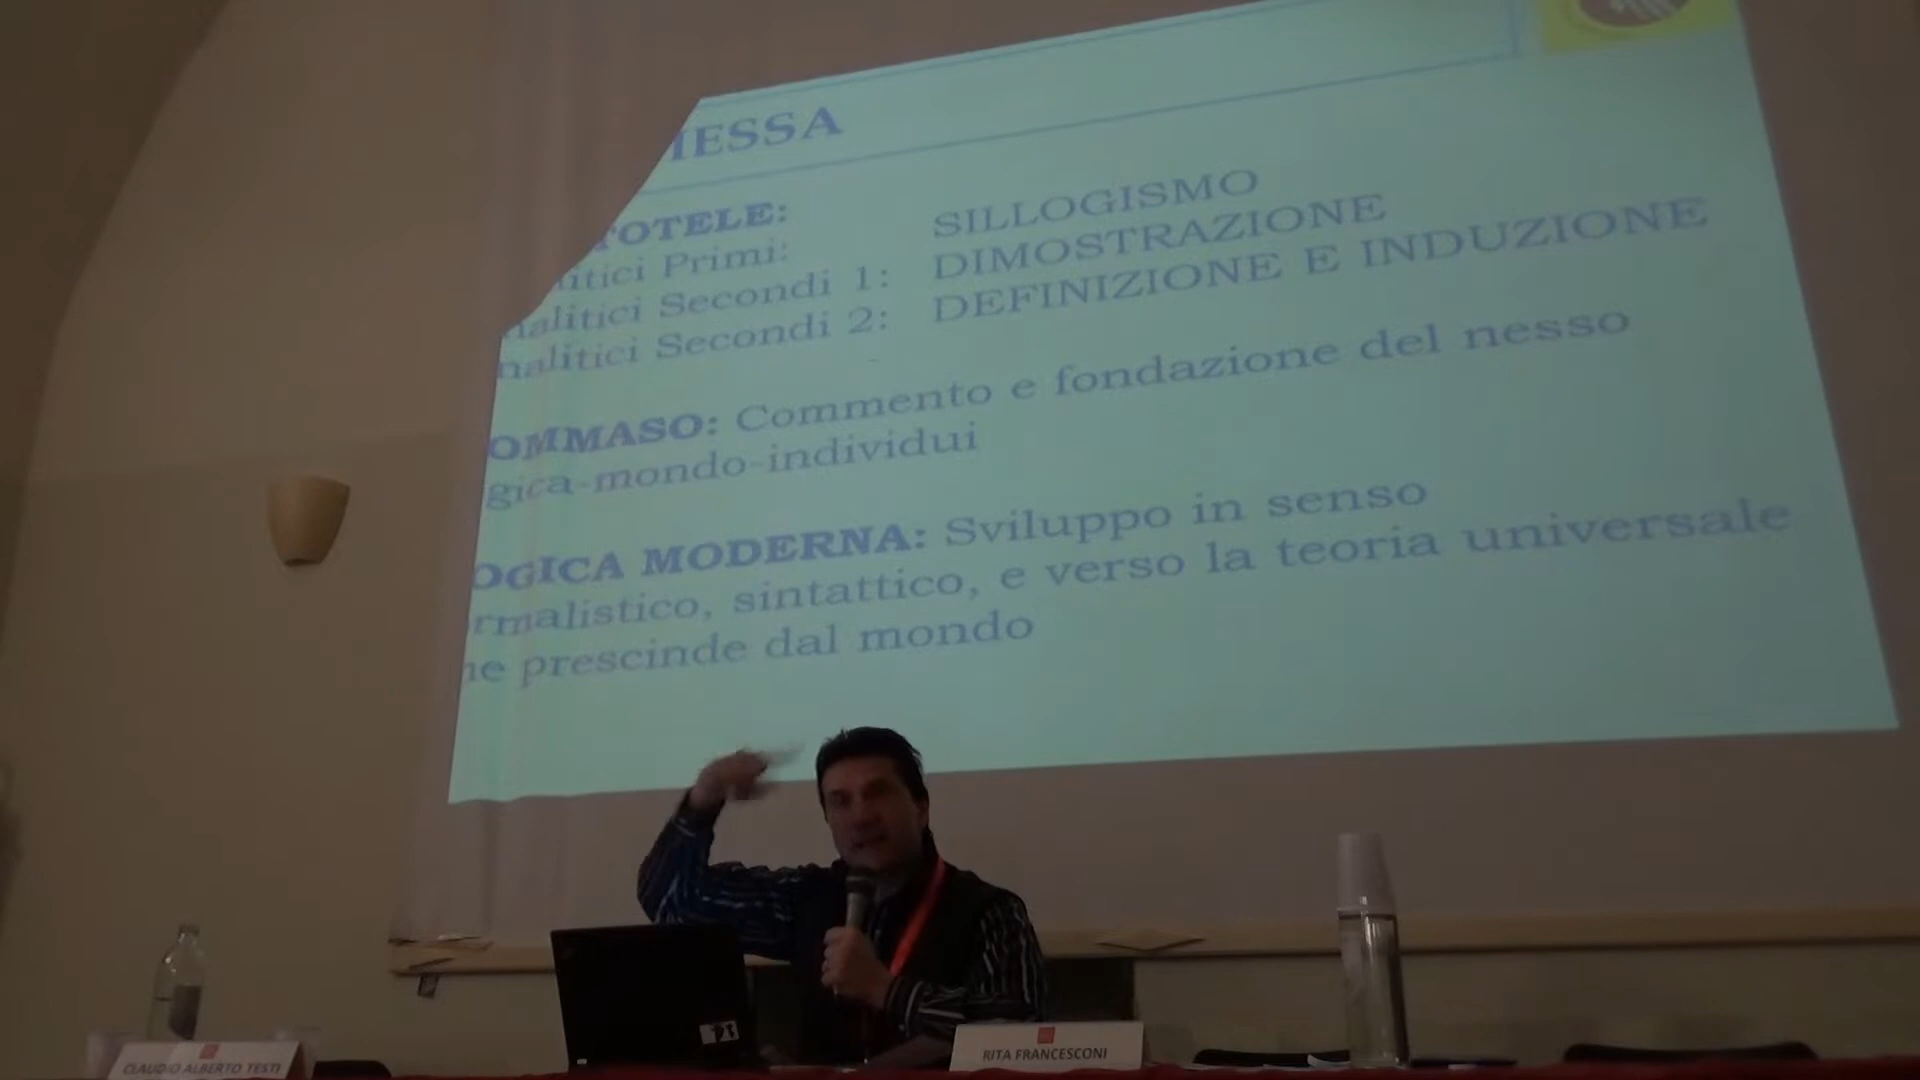 IESSA
TOTELE:
itici Primi: SILLOGISMO
nalitici Secondi 1: DIMOSTRAZIONE
nalitici Secondi 2: DEFINIZIONE E INDUZIONE
OMMASO: Commento e fondazione del nesso
gica-mondo-individui
OGICA MODERNA: Sviluppo in senso
rmalistico, sintattico, e verso la teoria universale
he prescinde dal mondo
CLAUDIO ALBERTO TESTI
RITA FRANCESCONI